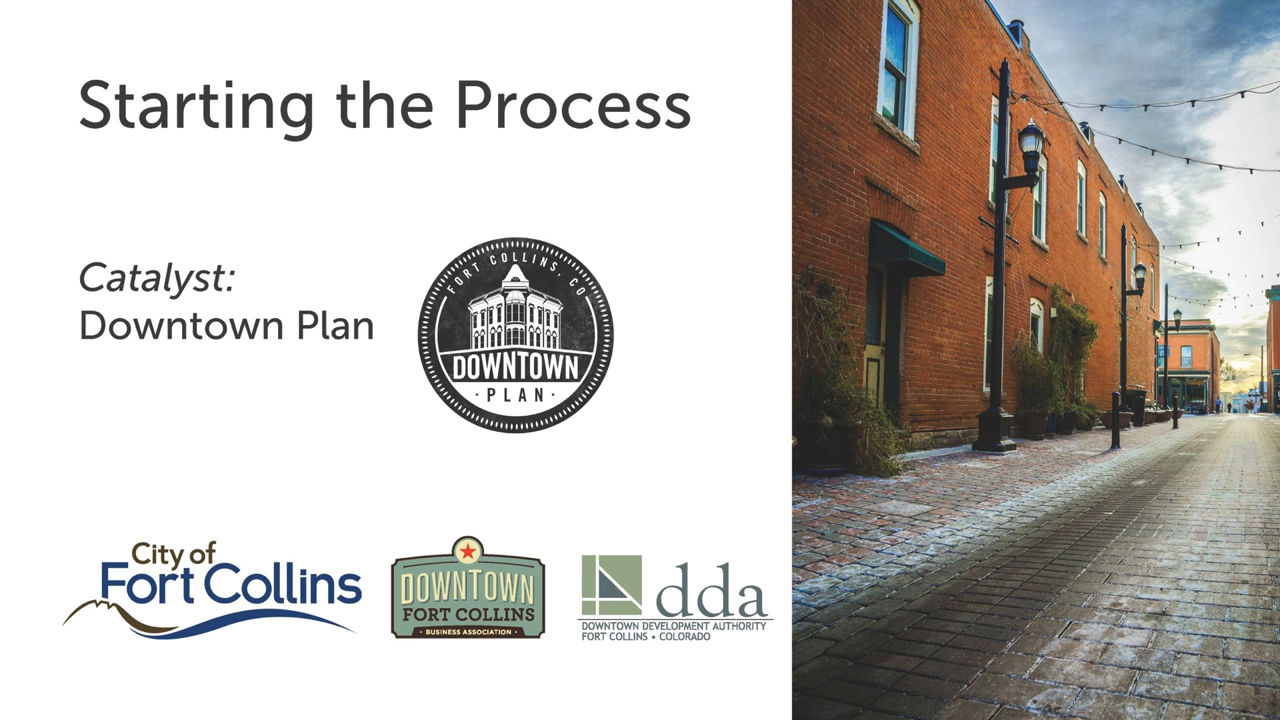 Starting the Process
Catalyst:
Downtown Plan
FORT COLLINS, CO
DOWNTOWN
· PLAN ·
City of
Fort Collins
DOWNTOWN
FORT COLLINS
· BUSINESS ASSOCIATION ·
dda
DOWNTOWN DEVELOPMENT AUTHORITY
FORT COLLINS • COLORADO